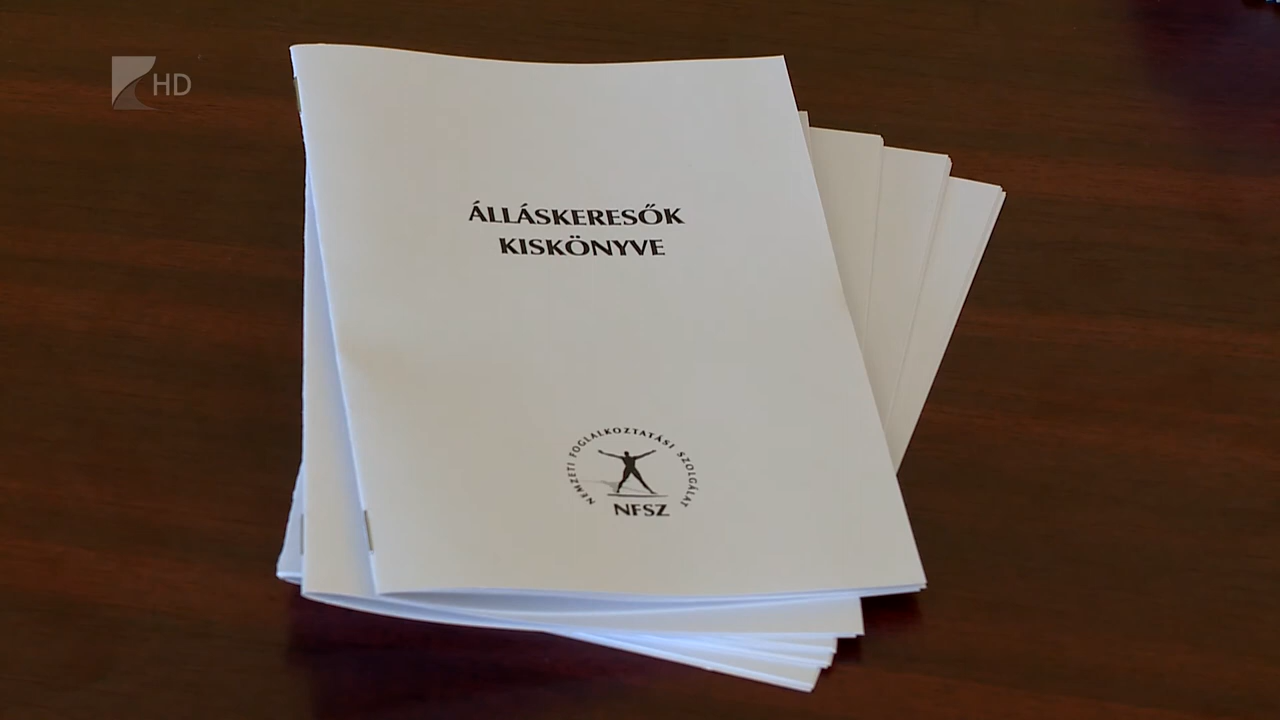 HD
ÁLLÁSKERESŐK
KISKÖNYVE
NEMZETI FOGLALKOZTATÁSI SZOLGÁLAT
NFSZ